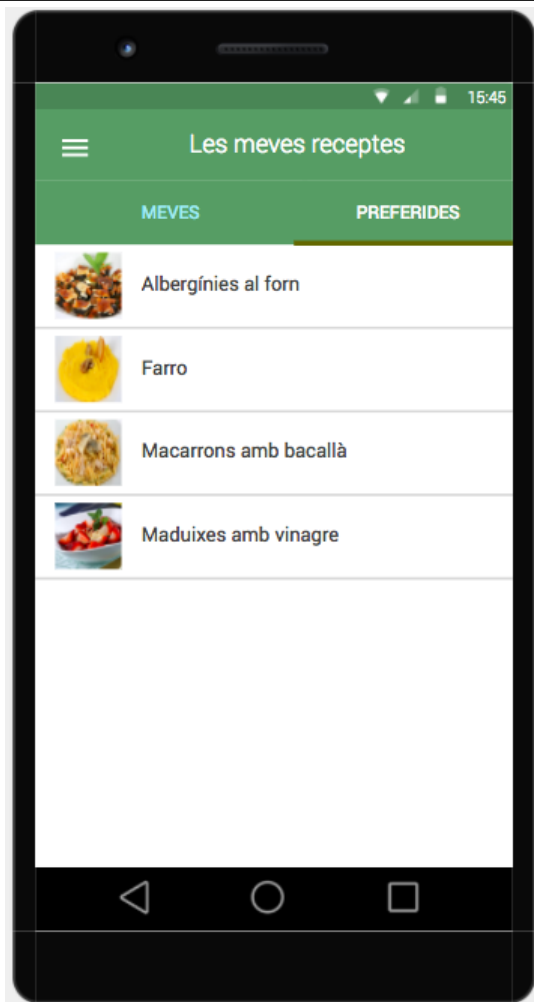 15:45
Les meves receptes
MEVES
PREFERIDES
Albergínies al forn
Farro
Macarrons amb bacallà
Maduixes amb vinagre